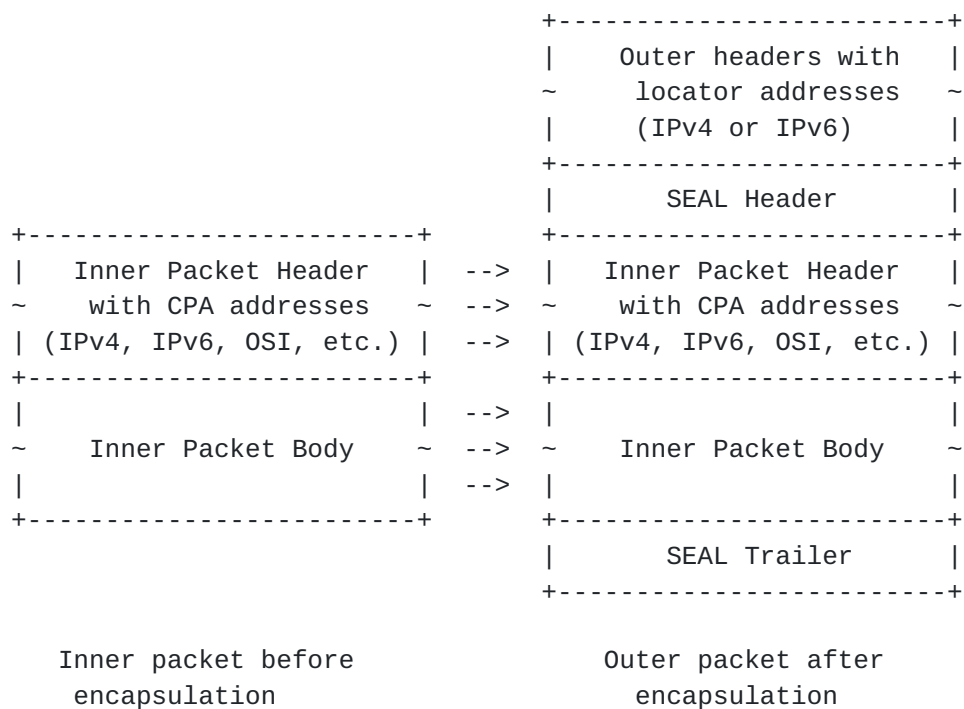 +-------------------------+
                                  |    Outer headers with   |
                                  ~     locator addresses   ~
                                  |     (IPv4 or IPv6)      |
                                  +-------------------------+
                                  |       SEAL Header       |
+-------------------------+       +-------------------------+
|   Inner Packet Header   |  -->  |   Inner Packet Header   |
~    with CPA addresses   ~  -->  ~    with CPA addresses   ~
| (IPv4, IPv6, OSI, etc.) |  -->  | (IPv4, IPv6, OSI, etc.) |
+-------------------------+       +-------------------------+
|                         |  -->  |                         |
~    Inner Packet Body    ~  -->  ~    Inner Packet Body    ~
|                         |  -->  |                         |
+-------------------------+       +-------------------------+
                                  |       SEAL Trailer      |
                                  +-------------------------+

   Inner packet before                Outer packet after
    encapsulation                       encapsulation